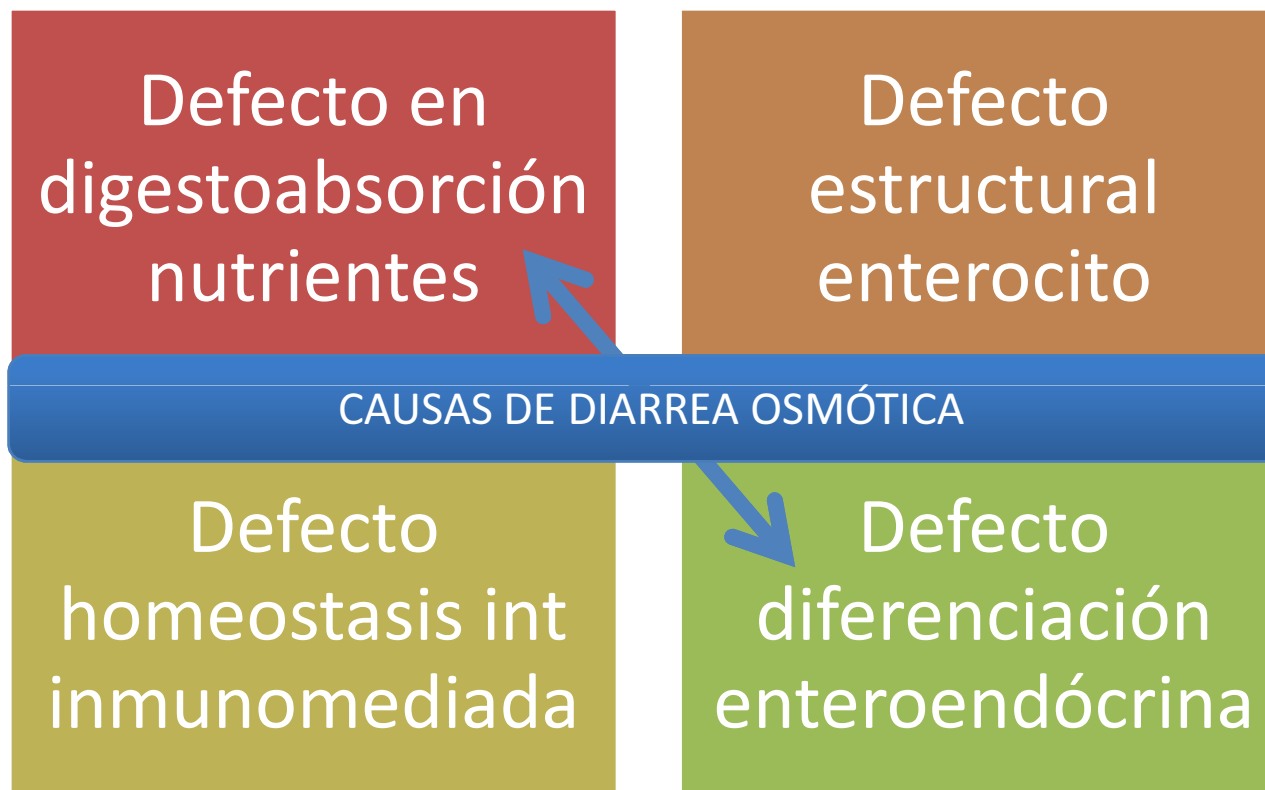 Defecto en
digestoabsorción
nutrientes
Defecto
estructural
enterocito
CAUSAS DE DIARREA OSMÓTICA
Defecto
homeostasis int
inmunomediada
Defecto
diferenciación
enteroendócrina